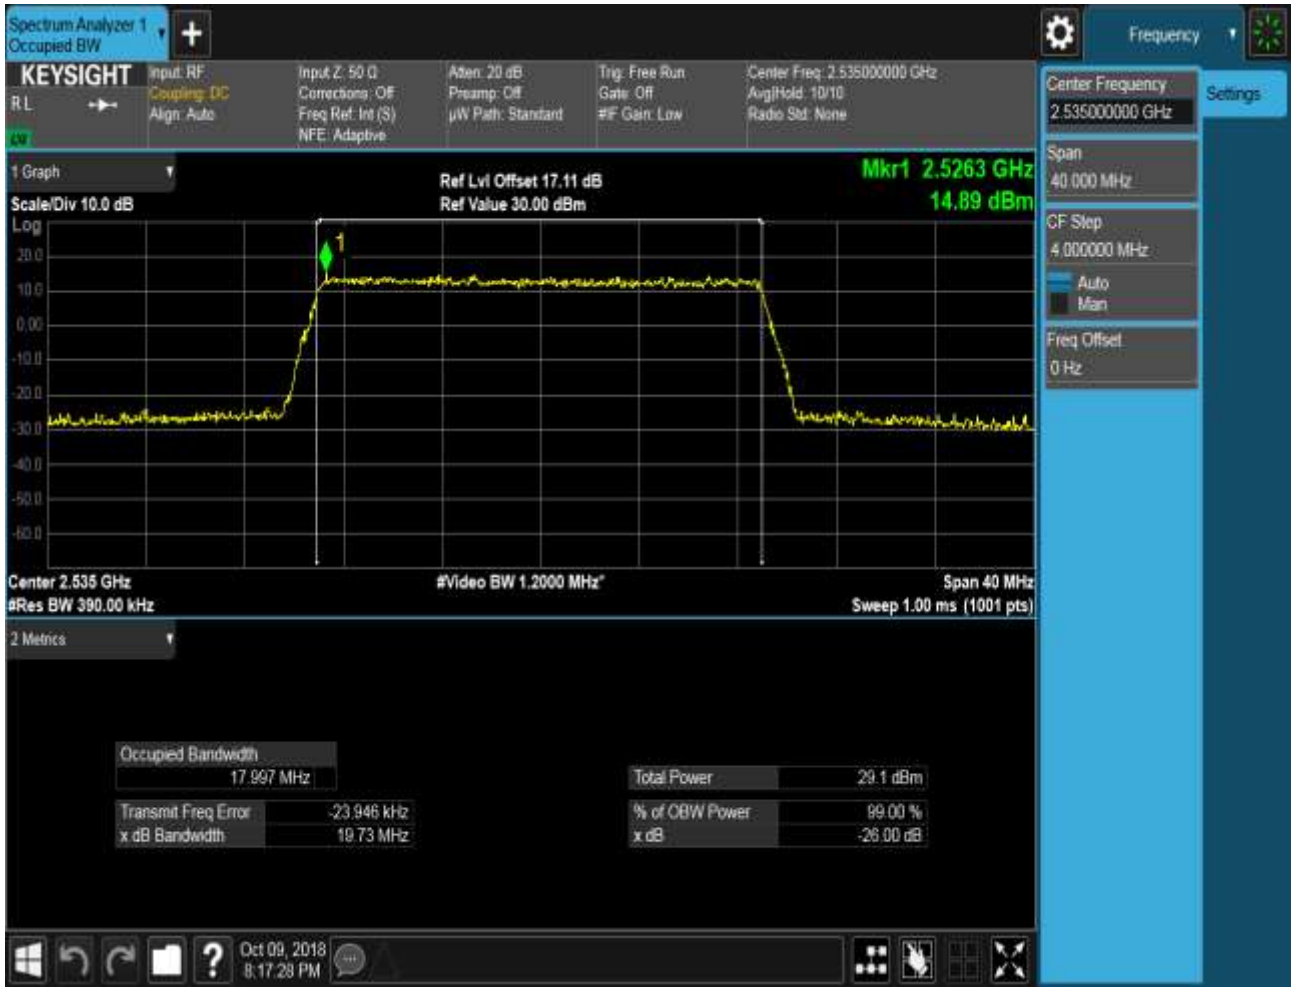 Spectrum Analyzer 1
Occupied BW
Frequency
KEYSIGHT
R L
Input: RF
Coupling: DC
Align: Auto
Input Z: 50 Ω
Corrections: Off
Freq Ref: Int (S)
NFE: Adaptive
Atten: 20 dB
Preamp: Off
µW Path: Standard
Trig: Free Run
Gate: Off
#IF Gain: Low
Center Freq: 2.535000000 GHz
Avg|Hold: 10/10
Radio Std: None
Center Frequency
2.535000000 GHz
Settings
Span
40.000 MHz
CF Step
4.000000 MHz
Auto
Man
Freq Offset
0 Hz
1 Graph
Scale/Div 10.0 dB
Ref Lvl Offset 17.11 dB
Ref Value 30.00 dBm
Mkr1 2.5263 GHz
14.89 dBm
Log
20.0
10.0
0.00
-10.0
-20.0
-30.0
-40.0
-50.0
-60.0
1
Center 2.535 GHz
#Res BW 390.00 kHz
#Video BW 1.2000 MHz*
Span 40 MHz
Sweep 1.00 ms (1001 pts)
2 Metrics
Occupied Bandwidth
17.997 MHz
Transmit Freq Error -23.946 kHz
x dB Bandwidth 19.73 MHz
Total Power 29.1 dBm
% of OBW Power 99.00 %
x dB -26.00 dB
Oct 09, 2018
8:17:28 PM